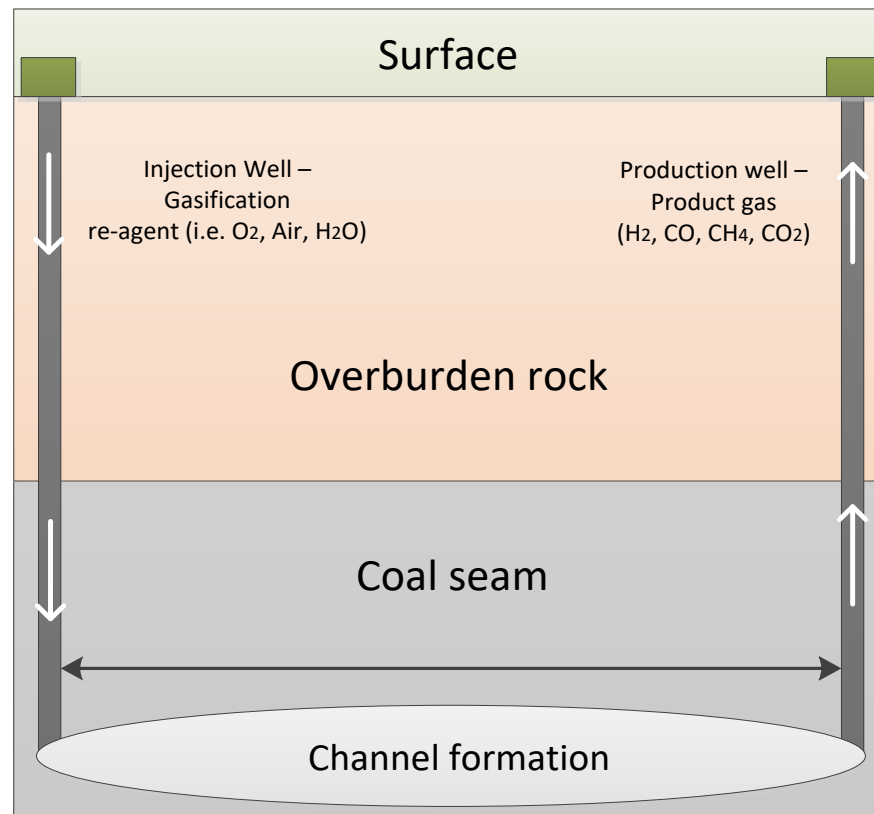 Surface
Injection Well –
Gasification
re-agent (i.e. O2, Air, H2O)
Production well –
Product gas
(H2, CO, CH4, CO2)
Overburden rock
Coal seam
Channel formation